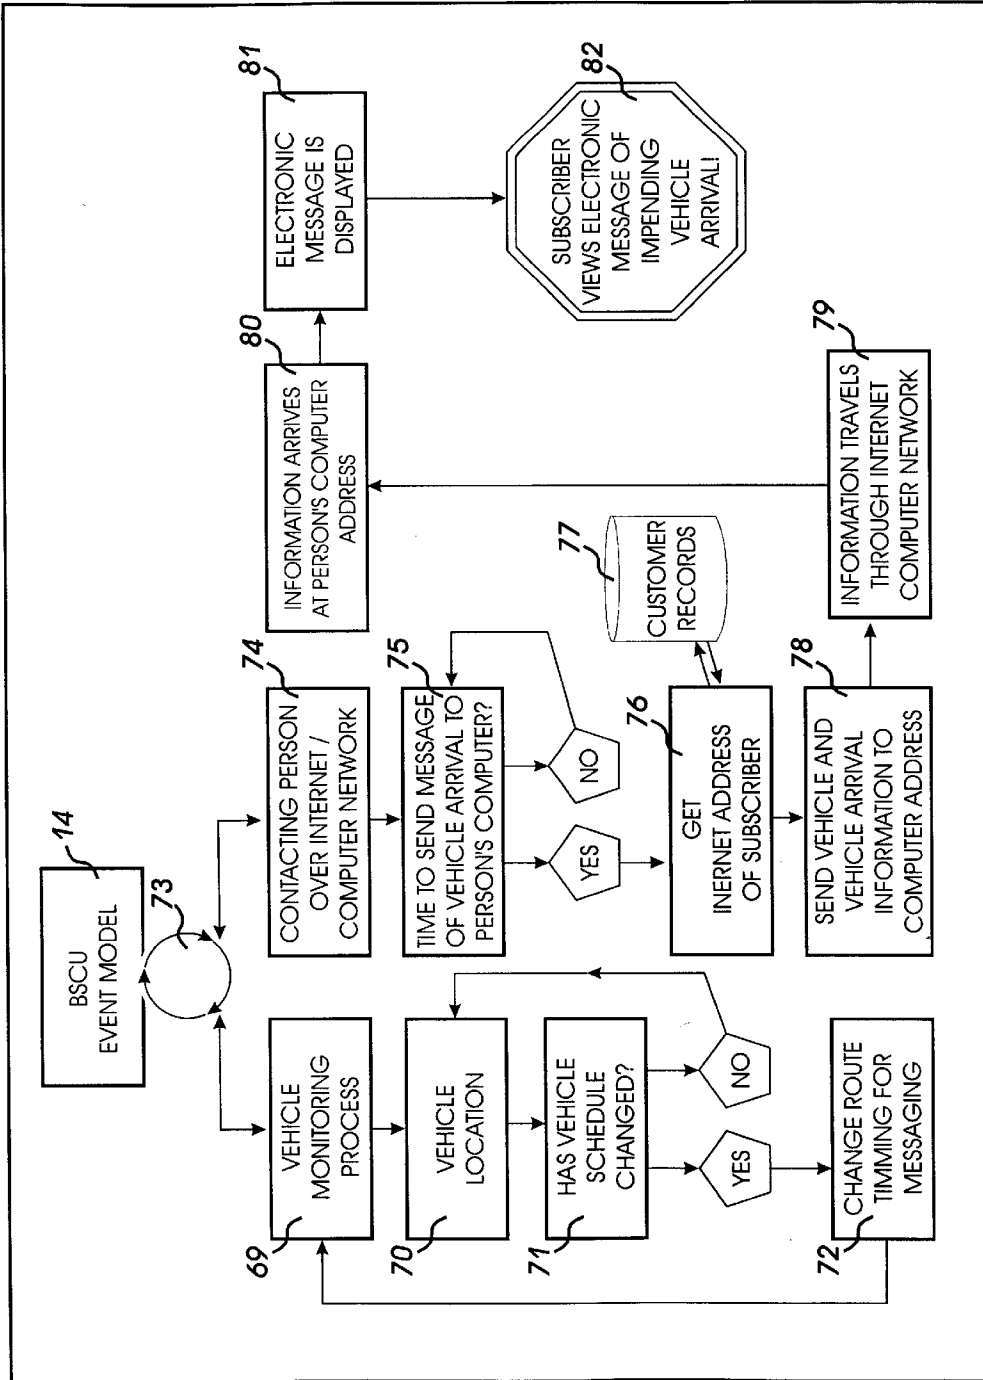 14
BSCU
EVENT MODEL
73
69
VEHICLE
MONITORING
PROCESS
70
VEHICLE
LOCATION
71
HAS VEHICLE
SCHEDULE
CHANGED?
YES
NO
72
CHANGE ROUTE
TIMMING FOR
MESSAGING
74
CONTACTING PERSON
OVER INTERNET /
COMPUTER NETWORK
75
TIME TO SEND MESSAGE
OF VEHICLE ARRIVAL TO
PERSON'S COMPUTER?
YES
NO
76
GET
INERNET ADDRESS
OF SUBSCRIBER
77
CUSTOMER
RECORDS
78
SEND VEHICLE AND
VEHICLE ARRIVAL
INFORMATION TO
COMPUTER ADDRESS
79
INFORMATION TRAVELS
THROUGH INTERNET
COMPUTER NETWORK
80
INFORMATION ARRIVES
AT PERSON'S COMPUTER
ADDRESS
81
ELECTRONIC
MESSAGE IS
DISPLAYED
82
SUBSCRIBER
VIEWS ELECTRONIC
MESSAGE OF
IMPENDING
VEHICLE
ARRIVAL!